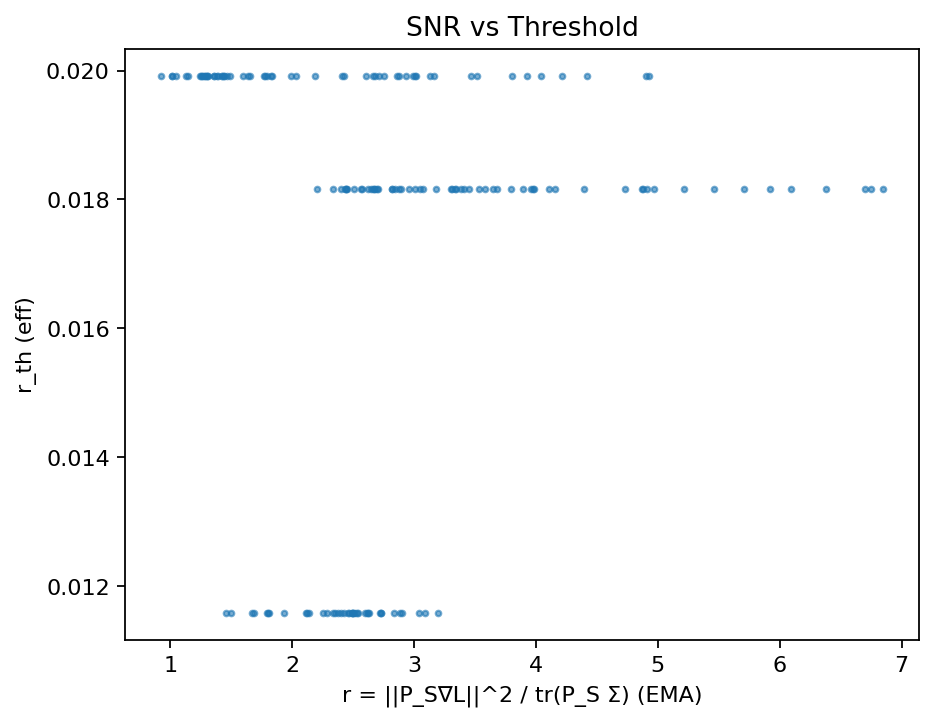 SNR vs Threshold
0.020
0.018
0.016
0.014
0.012
r_th (eff)
1 2 3 4 5 6 7
r = ||P_S∇L||^2 / tr(P_S Σ) (EMA)